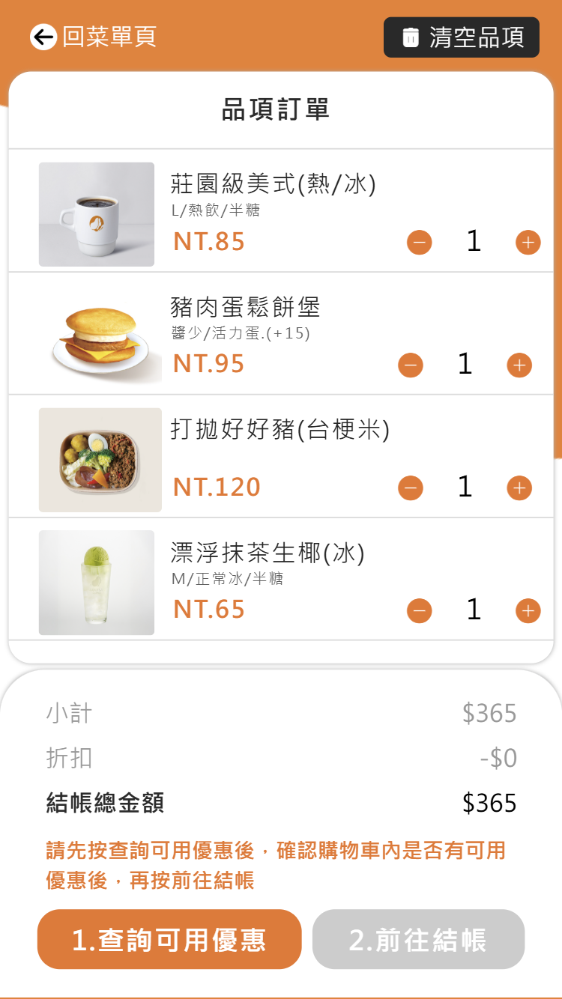 回菜單頁
清空品項
品項訂單
莊園級美式(熱/冰)
L/熱飲/半糖
NT.85
1
豬肉蛋鬆餅堡
醬少/活力蛋.(+15)
NT.95
1
打拋好好豬(台梗米)
NT.120
1
漂浮抹茶生椰(冰)
M/正常冰/半糖
NT.65
1
小計
$365
折扣
-$0
結帳總金額
$365
請先按查詢可用優惠後，確認購物車內是否有可用
優惠後，再按前往結帳
1.查詢可用優惠
2.前往結帳